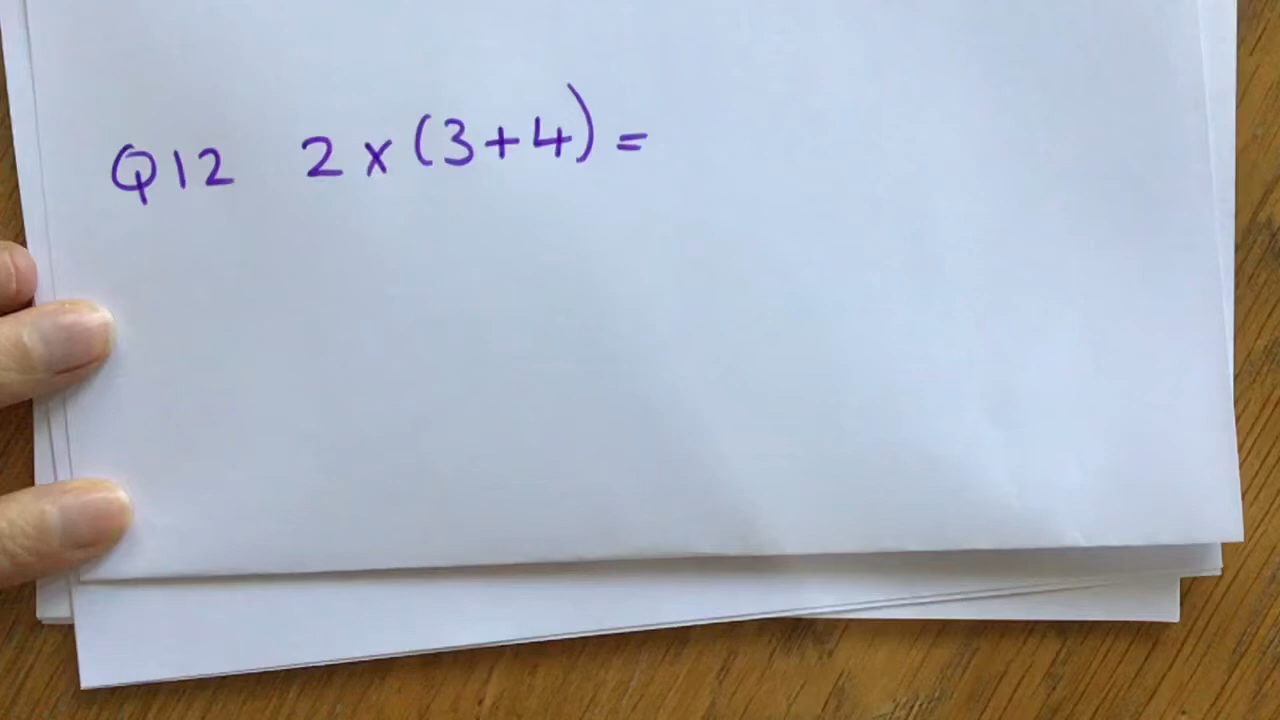 Q12 2 x (3+4) =